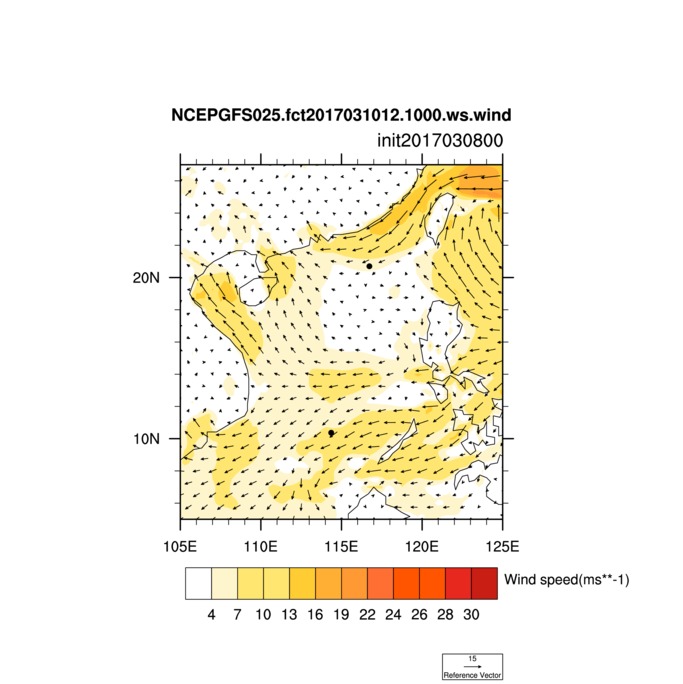 NCEPGFS025.fct2017031012.1000.ws.wind
init2017030800
20N
10N
105E 110E 115E 120E 125E
Wind speed(ms**-1)
4 7 10 13 16 19 22 24 26 28 30
15
Reference Vector